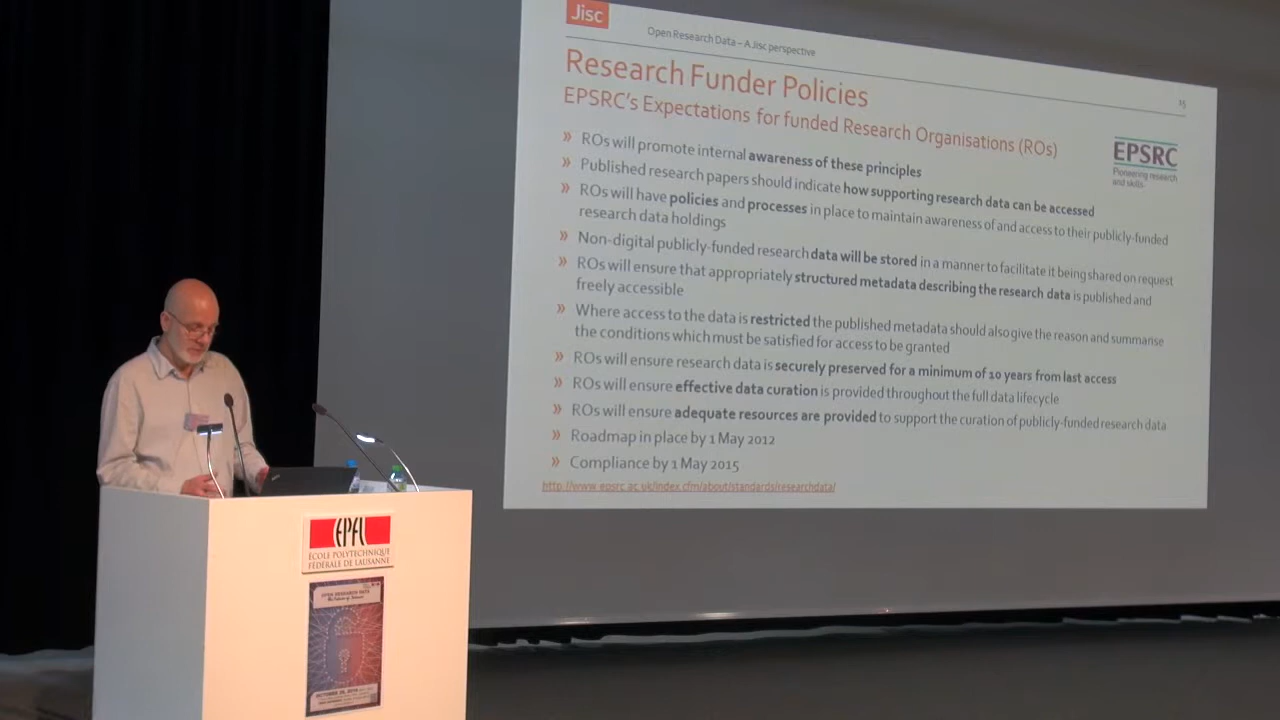 Jisc
Open Research Data – A Jisc perspective
15
Research Funder Policies
EPSRC's Expectations for funded Research Organisations (ROs)
EPSRC
Pioneering research
and skills
» ROs will promote internal awareness of these principles
» Published research papers should indicate how supporting research data can be accessed
» ROs will have policies and processes in place to maintain awareness of and access to their publicly-funded
research data holdings
» Non-digital publicly-funded research data will be stored in a manner to facilitate it being shared on request
» ROs will ensure that appropriately structured metadata describing the research data is published and
freely accessible
» Where access to the data is restricted the published metadata should also give the reason and summarise
the conditions which must be satisfied for access to be granted
» ROs will ensure research data is securely preserved for a minimum of 10 years from last access
» ROs will ensure effective data curation is provided throughout the full data lifecycle
» ROs will ensure adequate resources are provided to support the curation of publicly-funded research data
» Roadmap in place by 1 May 2012
» Compliance by 1 May 2015
http://www.epsrc.ac.uk/index.cfm/about/standards/researchdata/
EPFL
ÉCOLE POLYTECHNIQUE
FÉDÉRALE DE LAUSANNE
OPEN RESEARCH DATA